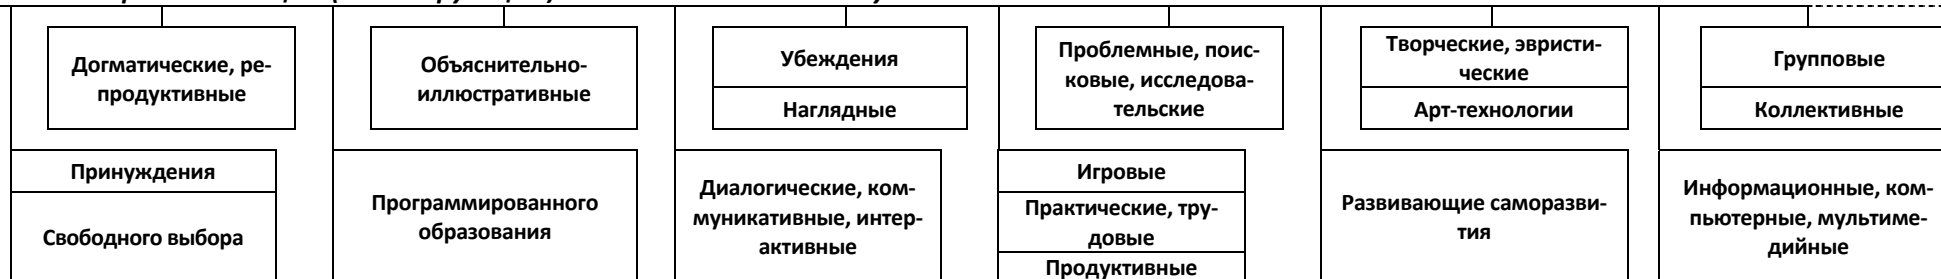 Догматические, ре-
продуктивные
Объяснительно-
иллюстративные
Убеждения
Наглядные
Проблемные, поис-
ковые, исследова-
тельские
Творческие, эвристи-
ческие
Арт-технологии
Групповые
Коллективные
Принуждения
Свободного выбора
Программированного
образования
Диалогические, ком-
муникативные, интер-
активные
Игровые
Практические, тру-
довые
Продуктивные
Развивающие саморазви-
тия
Информационные, ком-
пьютерные, мультиме-
дийные